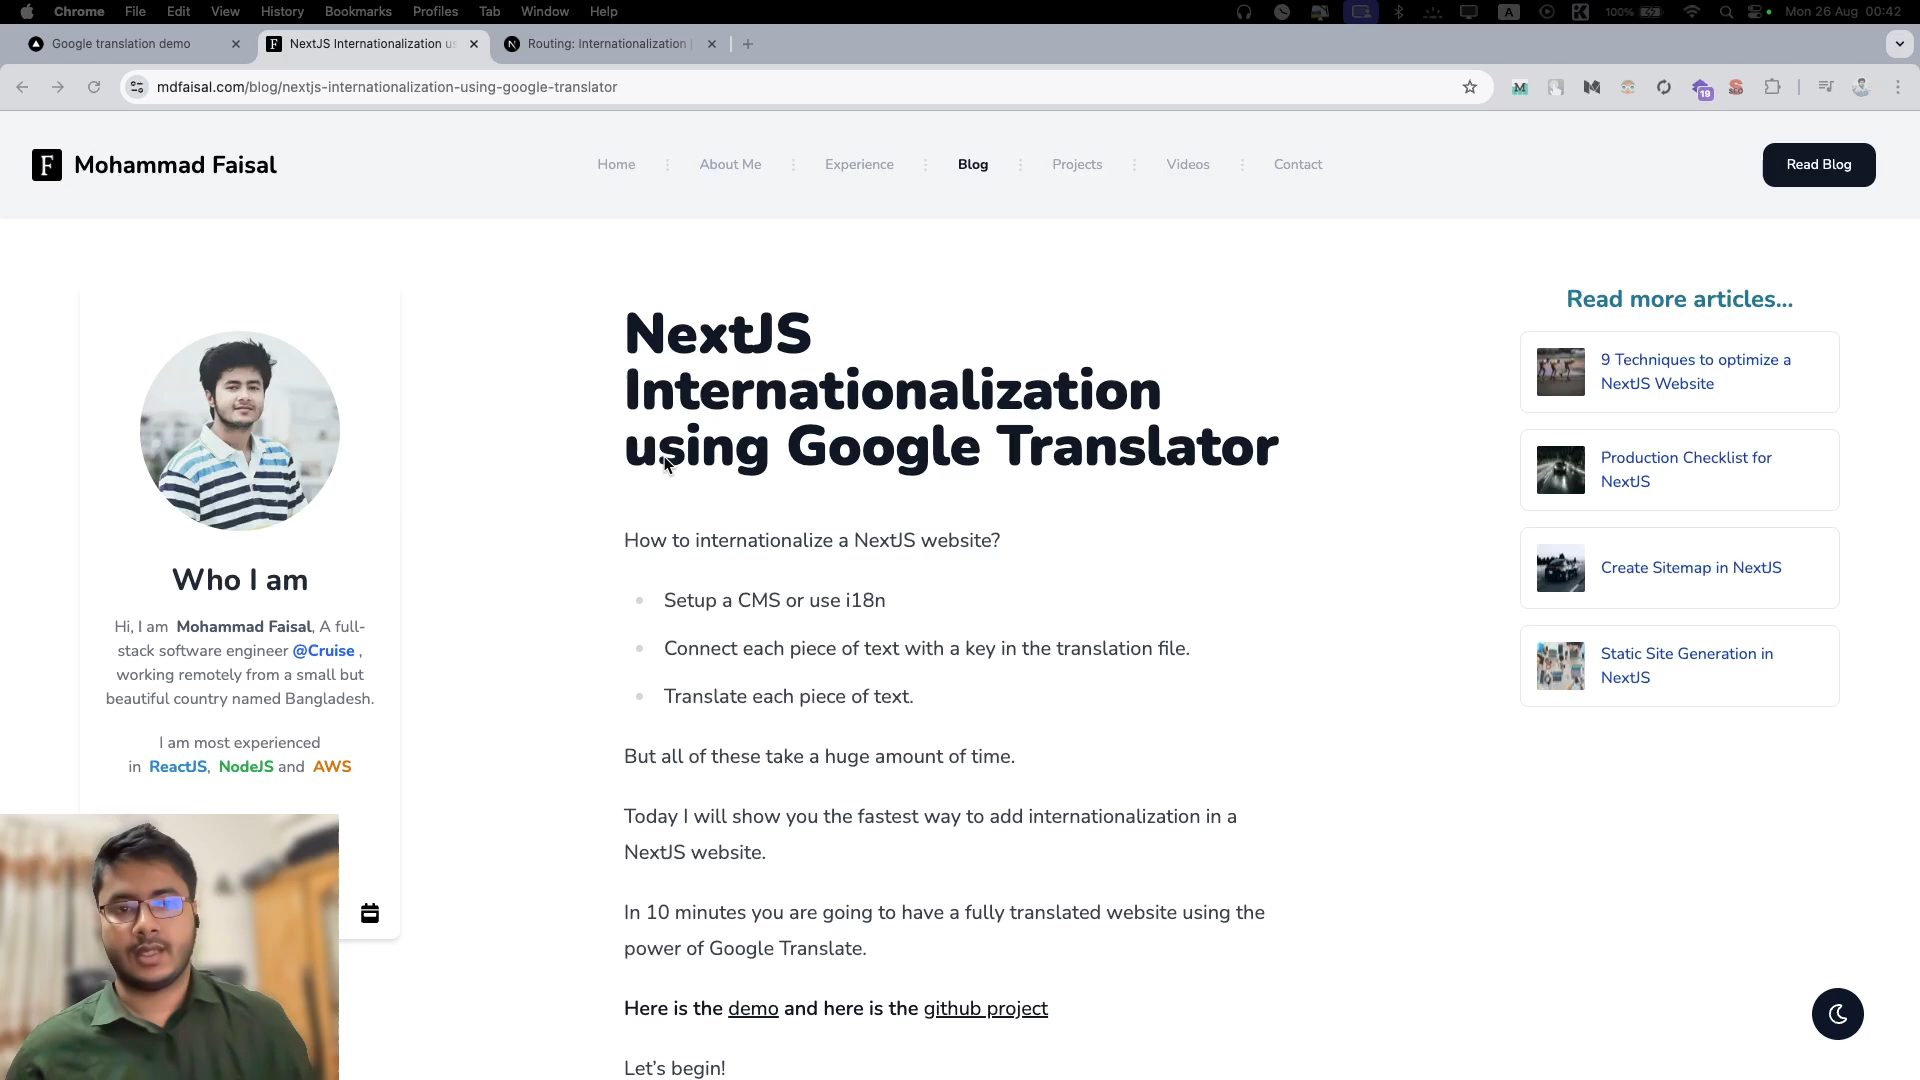 Chrome File Edit View History Bookmarks Profiles Tab Window Help A 100% Mon 26 Aug 00:42
Google translation demo NextJS Internationalization us Routing: Internationalization
mdfaisal.com/blog/nextjs-internationalization-using-google-translator 19
F Mohammad Faisal Home About Me Experience Blog Projects Videos Contact Read Blog
Who I am
Hi, I am Mohammad Faisal, A full-
stack software engineer @Cruise ,
working remotely from a small but
beautiful country named Bangladesh.
I am most experienced
in ReactJS, NodeJS and AWS
NextJS
Internationalization
using Google Translator
How to internationalize a NextJS website?
Setup a CMS or use i18n
Connect each piece of text with a key in the translation file.
Translate each piece of text.
But all of these take a huge amount of time.
Today I will show you the fastest way to add internationalization in a
NextJS website.
In 10 minutes you are going to have a fully translated website using the
power of Google Translate.
Here is the demo and here is the github project
Let's begin!
Read more articles...
9 Techniques to optimize a
NextJS Website
Production Checklist for
NextJS
Create Sitemap in NextJS
Static Site Generation in
NextJS